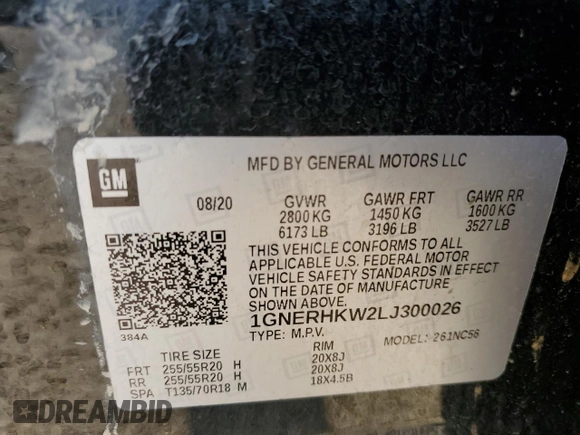 GM
MFD BY GENERAL MOTORS LLC
08/20
GVWR GAWR FRT GAWR RR
2800 KG 1450 KG 1600 KG
6173 LB 3196 LB 3527 LB
THIS VEHICLE CONFORMS TO ALL
APPLICABLE U.S. FEDERAL MOTOR
VEHICLE SAFETY STANDARDS IN EFFECT
ON THE DATE OF MANUFACTURE
SHOWN ABOVE.
1GNERHKW2LJ300026
384A
TYPE: M.P.V. MODEL: 261NC56
TIRE SIZE RIM
FRT 255/55R20 H 20X8J
RR 255/55R20 H 20X8J
SPA T135/70R18 M 18X4.5B
DREAMBID